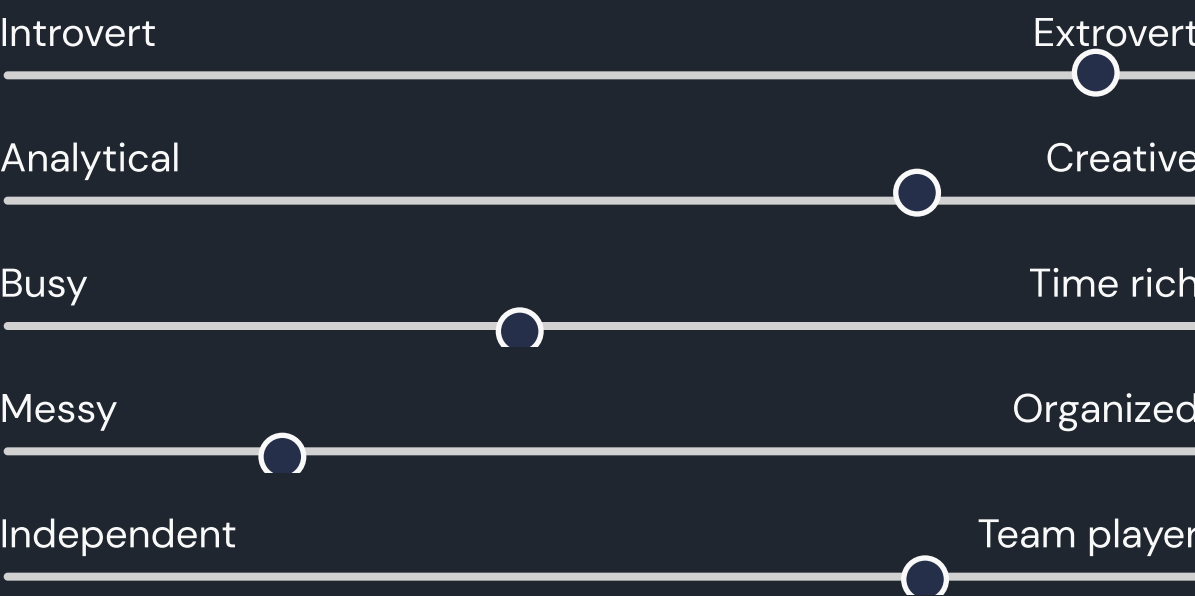 Introvert Extrovert
Analytical Creative
Busy Time rich
Messy Organized
Independent Team player